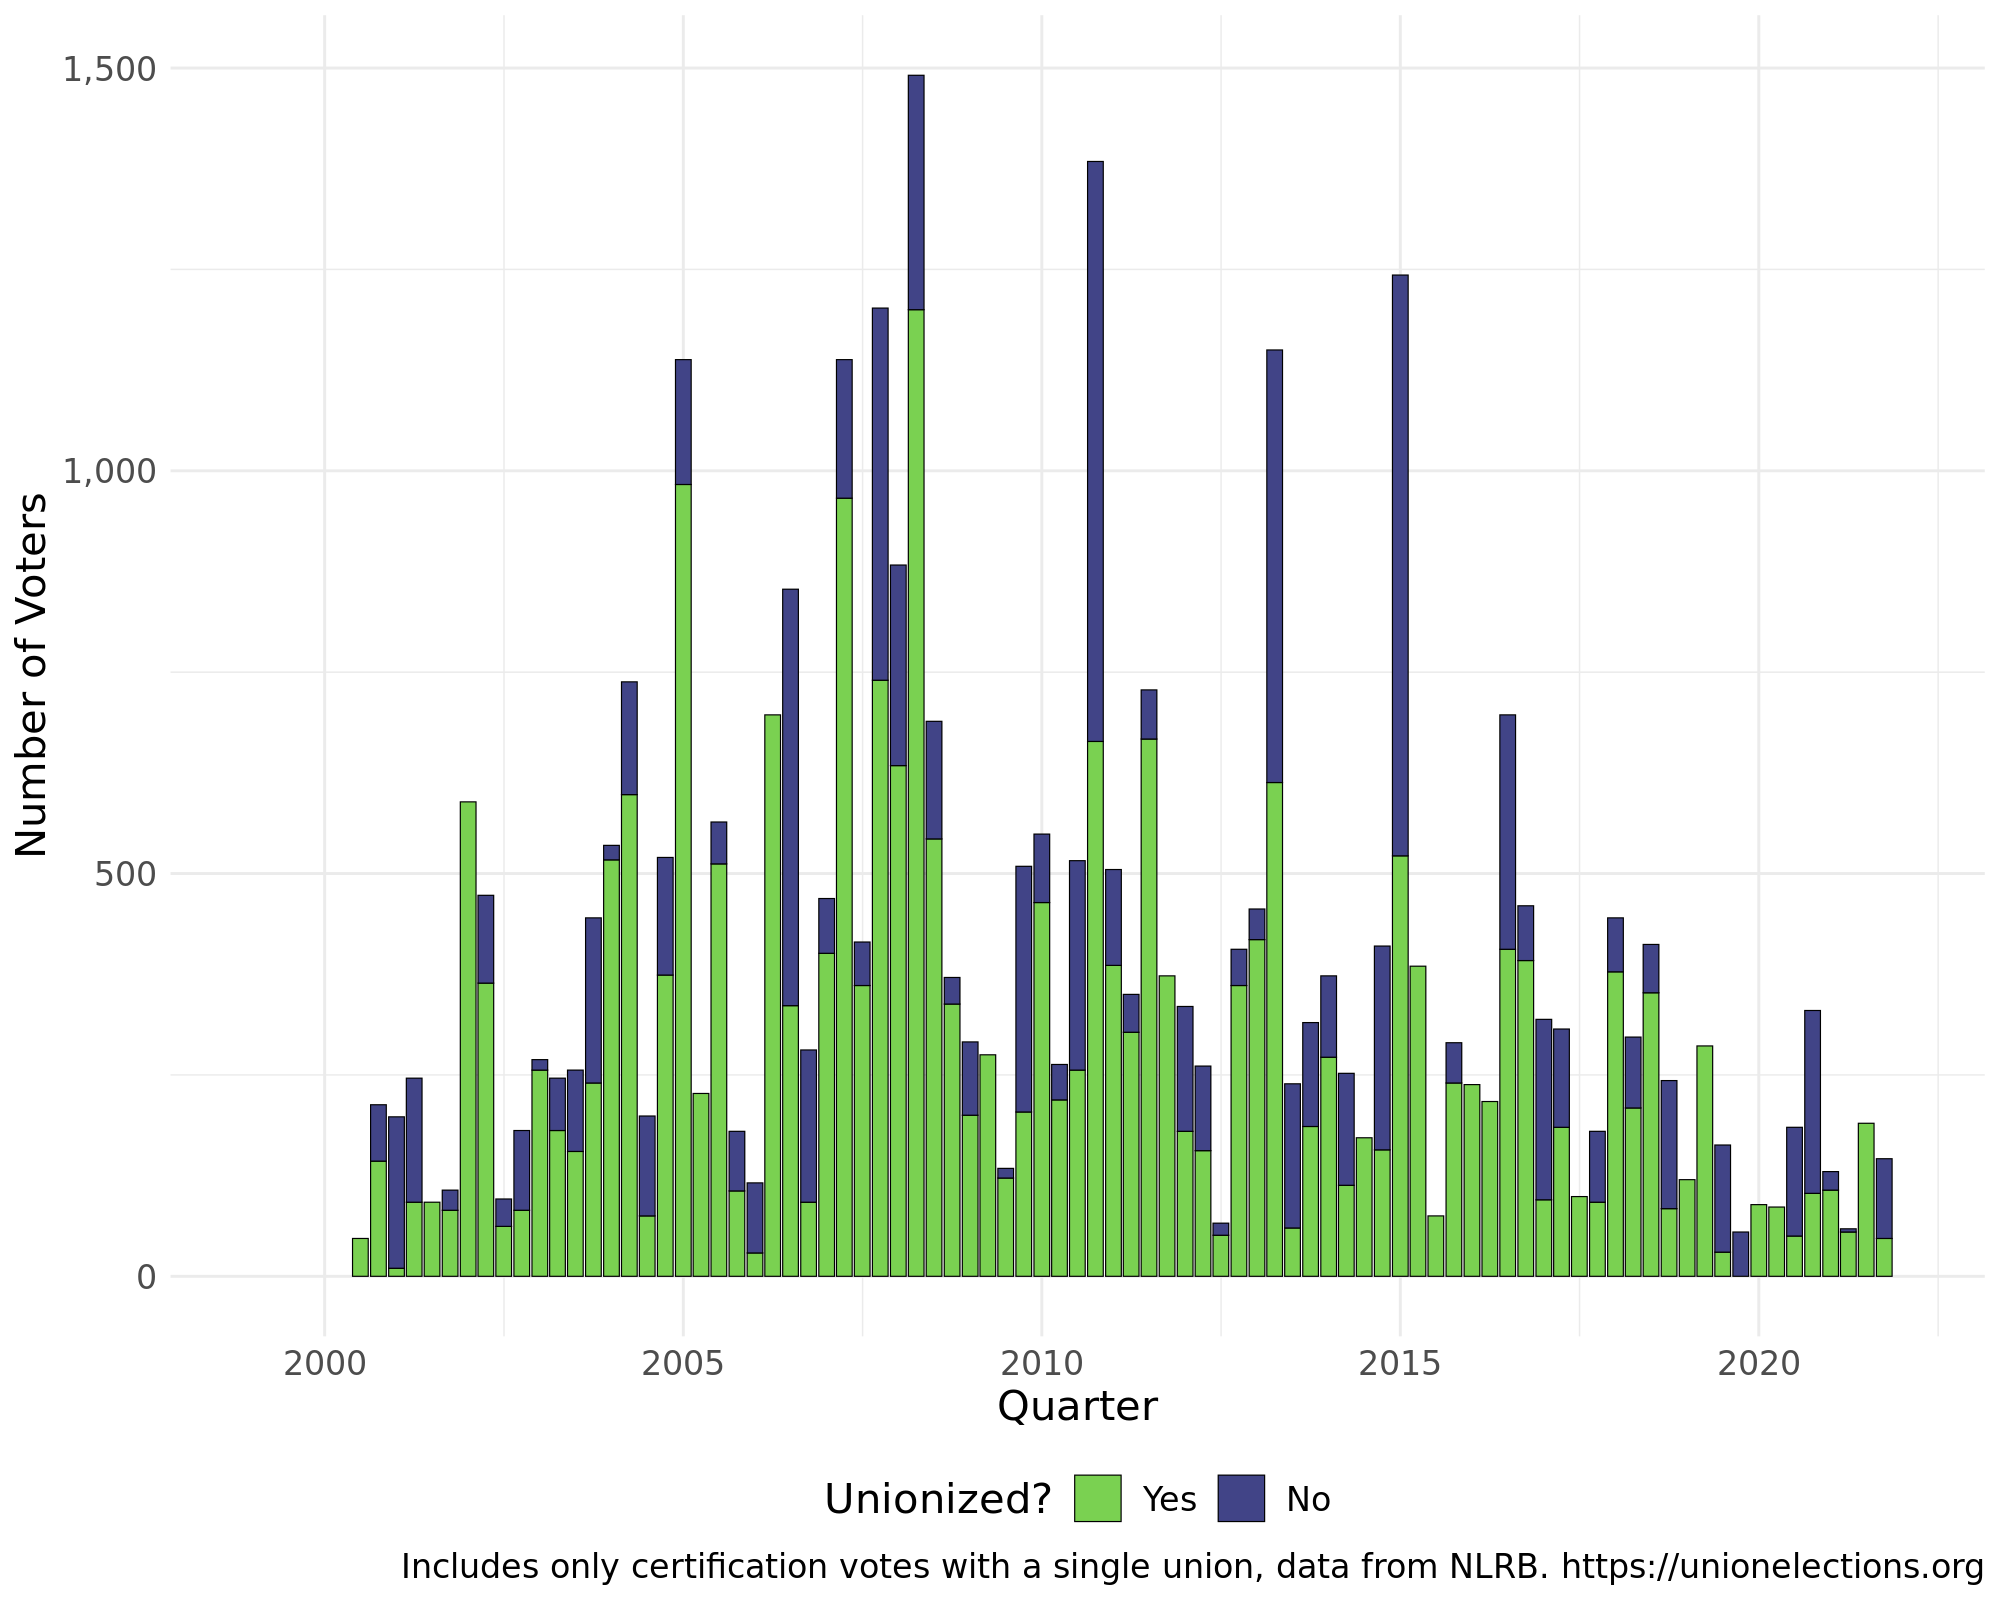 1,500
1,000
500
0
Number of Voters
2000 2005 2010 2015 2020
Quarter
Unionized? Yes No
Includes only certification votes with a single union, data from NLRB. https://unionelections.org